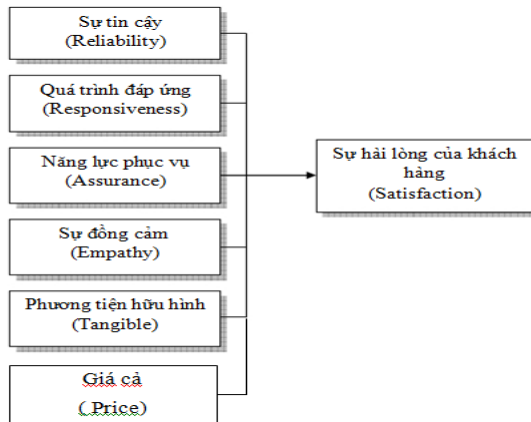 Sự tin cậy
(Reliability)
Quá trình đáp ứng
(Responsiveness)
Năng lực phục vụ
(Assurance)
Sự đồng cảm
(Empathy)
Phương tiện hữu hình
(Tangible)
Giá cả
( Price)
Sự hài lòng của khách
hàng
(Satisfaction)